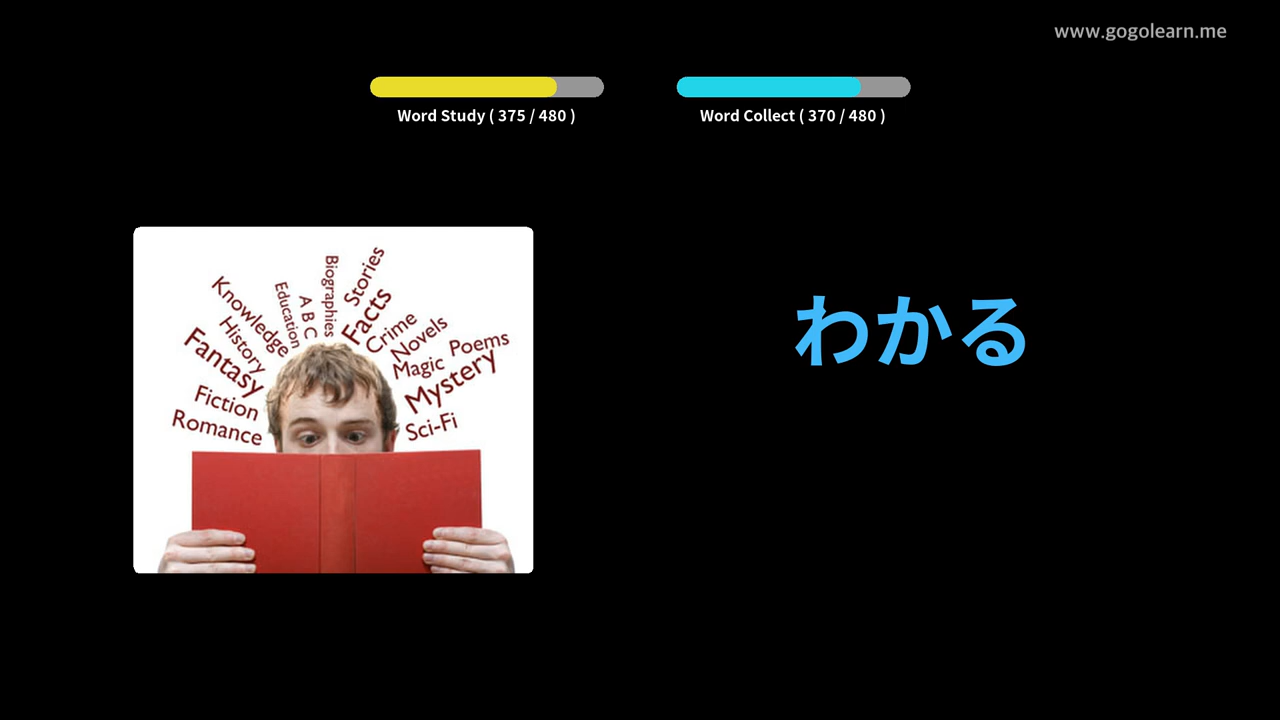 www.gogolearn.me
Word Study ( 375 / 480 )
Word Collect ( 370 / 480 )
Biographies
Stories
Education
A B C
Facts
Knowledge
Crime
History
Novels
Fantasy
Magic
Poems
Mystery
Fiction
Romance
Sci-Fi
わかる